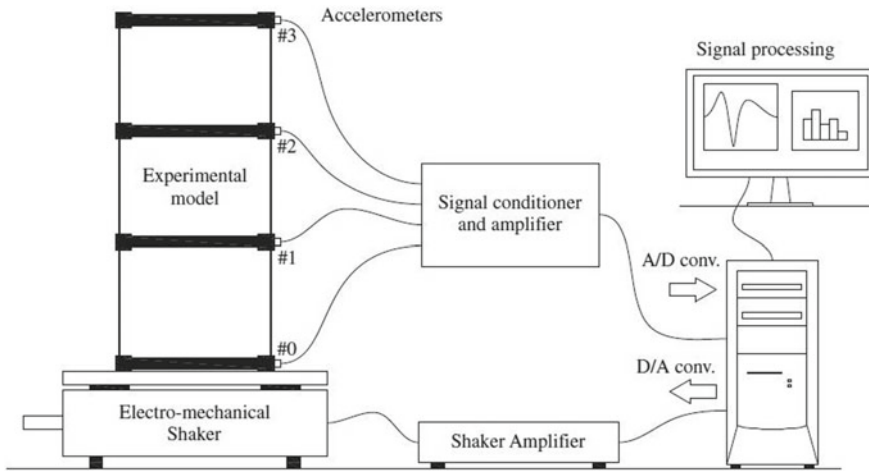 #3
Accelerometers
Signal processing
#2
Experimental
model
Signal conditioner
and amplifier
#1
A/D conv.
#0
D/A conv.
Electro-mechanical
Shaker
Shaker Amplifier